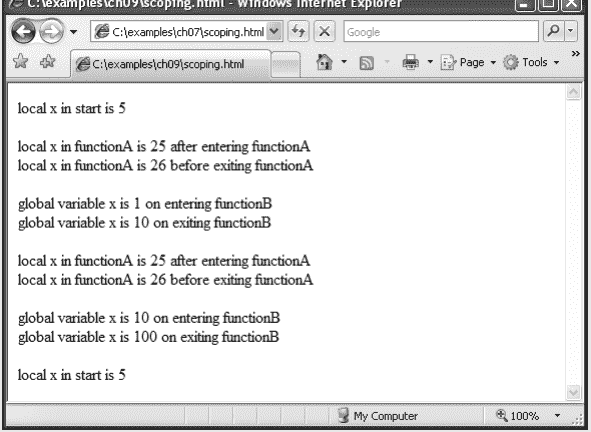 C:\examples\ch09\scoping.html - Windows Internet Explorer
C:\examples\ch07\scoping.html
Google
C:\examples\ch09\scoping.html
Page
Tools
local x in start is 5
local x in functionA is 25 after entering functionA
local x in functionA is 26 before exiting functionA
global variable x is 1 on entering functionB
global variable x is 10 on exiting functionB
local x in functionA is 25 after entering functionA
local x in functionA is 26 before exiting functionA
global variable x is 10 on entering functionB
global variable x is 100 on exiting functionB
local x in start is 5
My Computer
100%